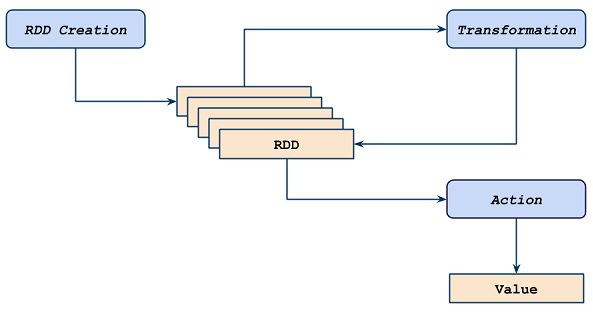 RDD Creation
Transformation
RDD
Action
Value